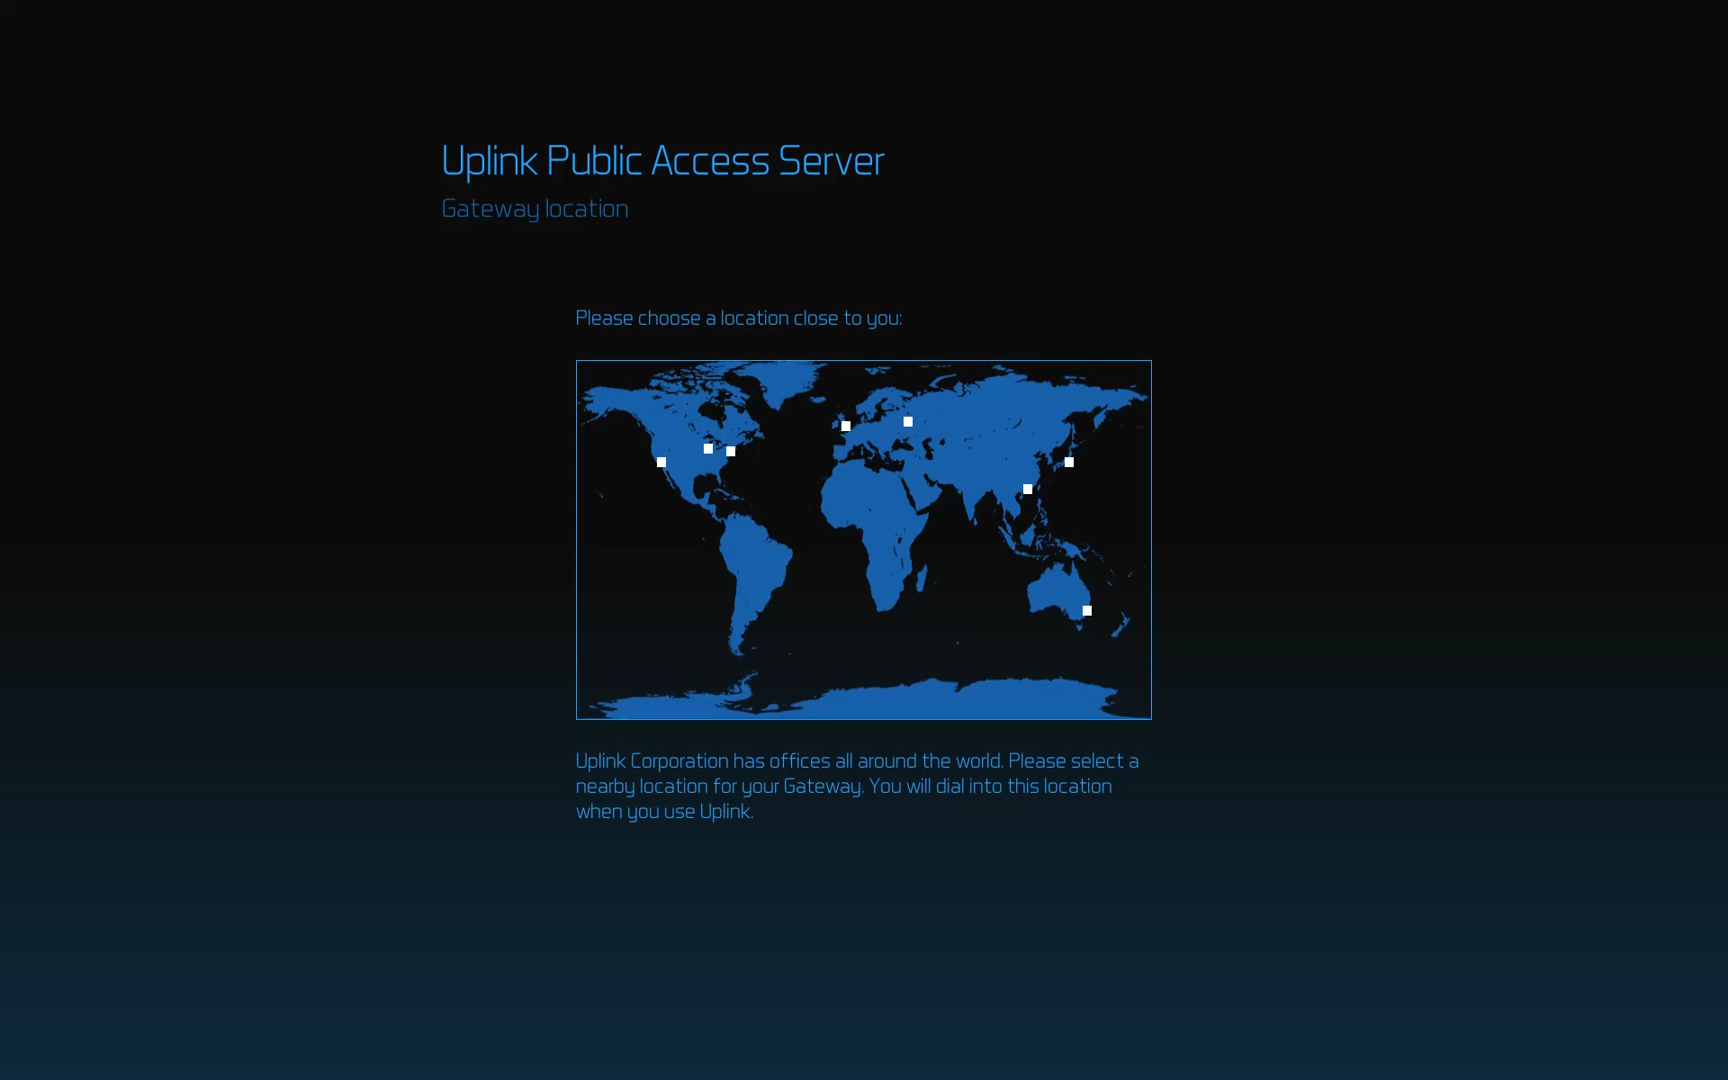 Uplink Public Access Server
Gateway location
Please choose a location close to you:
Uplink Corporation has offices all around the world. Please select a
nearby location for your Gateway. You will dial into this location
when you use Uplink.